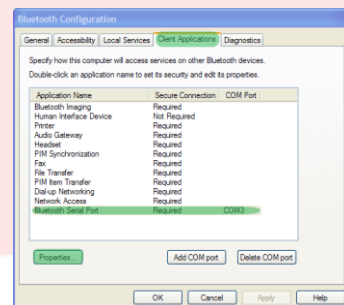 Bluetooth Configuration
General Accessibility Local Services Client Applications Diagnostics
Specify how this computer will access services on other Bluetooth devices.
Double-click an application name to set its security and edit its properties.
Application Name Secure Connection COM Port
Bluetooth Imaging Required
Human Interface Device Not Required
Printer Required
Audio Gateway Required
Headset Required
PIM Synchronization Required
Fax Required
File Transfer Required
PIM Item Transfer Required
Dial-up Networking Required
Network Access Required
Bluetooth Serial Port Required COM3
Properties... Add COM port Delete COM port
OK Cancel Apply Help